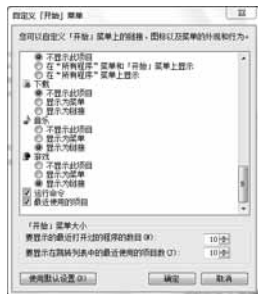 自定义「开始」菜单
您可以自定义「开始」菜单上的链接，图标以及菜单的外观和行为。
不显示此项目
在“所有程序”菜单和「开始」菜单上显示
在“所有程序”菜单上显示
下载
不显示此项目
显示为菜单
显示为链接
音乐
不显示此项目
显示为菜单
显示为链接
游戏
不显示此项目
显示为菜单
显示为链接
运行命令
最近使用的项目
「开始」菜单大小
要显示的最近打开过的程序的数目(N): 10
要显示在跳转列表中的最近使用的项目数(J): 10
使用默认设置(D) 确定 取消